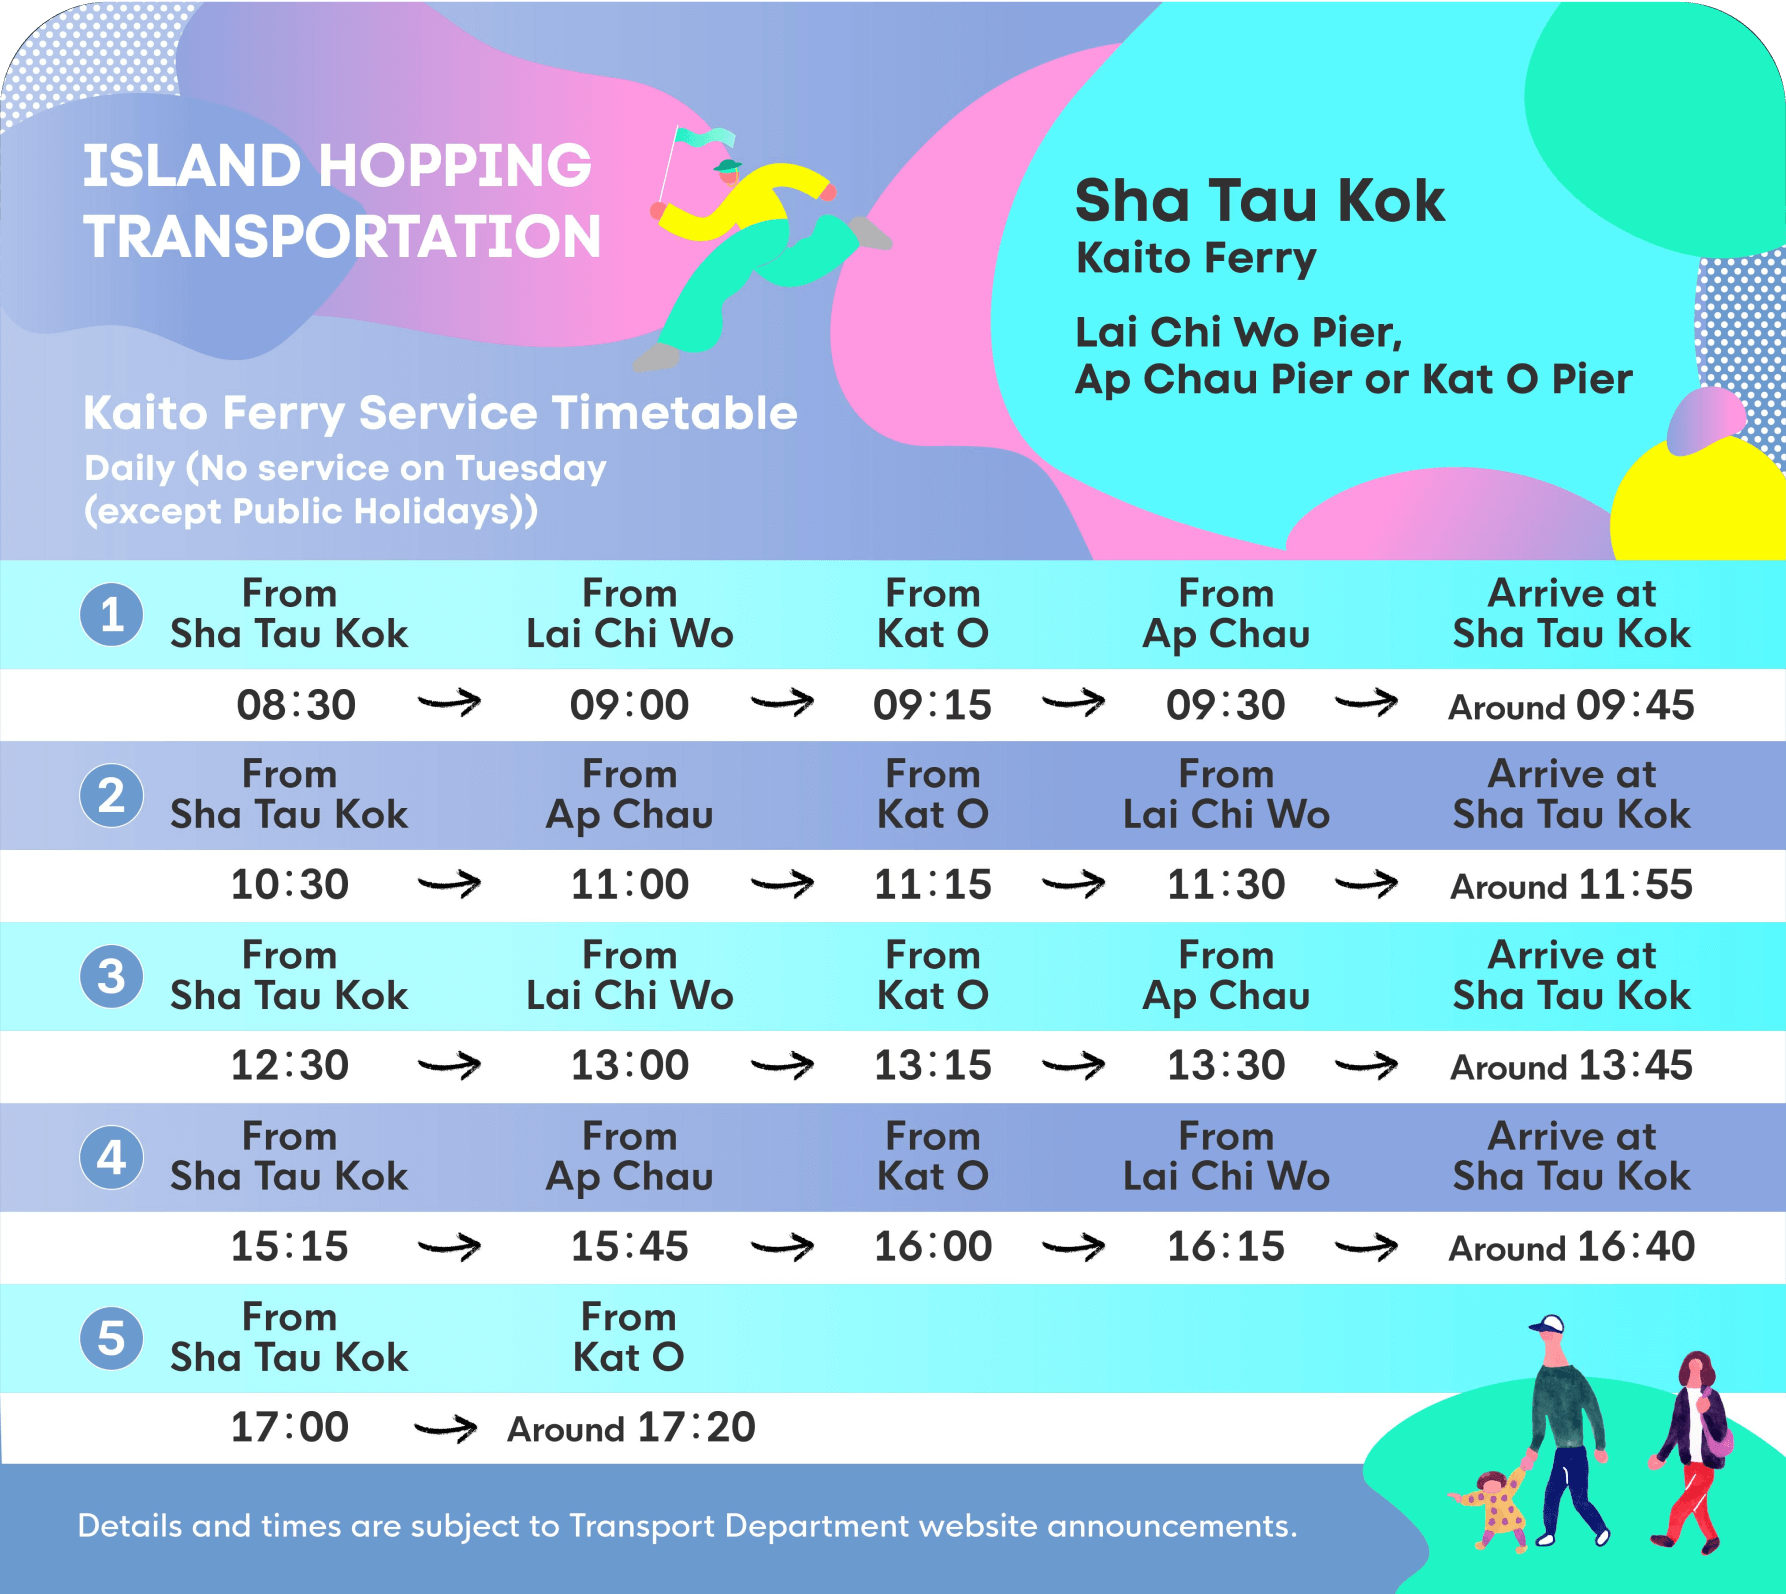 ISLAND HOPPING
TRANSPORTATION
Sha Tau Kok
Kaito Ferry
Lai Chi Wo Pier,
Ap Chau Pier or Kat O Pier
Kaito Ferry Service Timetable
Daily (No service on Tuesday
(except Public Holidays))
1 From Sha Tau Kok From Lai Chi Wo From Kat O From Ap Chau Arrive at Sha Tau Kok
08:30 → 09:00 → 09:15 → 09:30 → Around 09:45
2 From Sha Tau Kok From Ap Chau From Kat O From Lai Chi Wo Arrive at Sha Tau Kok
10:30 → 11:00 → 11:15 → 11:30 → Around 11:55
3 From Sha Tau Kok From Lai Chi Wo From Kat O From Ap Chau Arrive at Sha Tau Kok
12:30 → 13:00 → 13:15 → 13:30 → Around 13:45
4 From Sha Tau Kok From Ap Chau From Kat O From Lai Chi Wo Arrive at Sha Tau Kok
15:15 → 15:45 → 16:00 → 16:15 → Around 16:40
5 From Sha Tau Kok From Kat O
17:00 → Around 17:20
Details and times are subject to Transport Department website announcements.